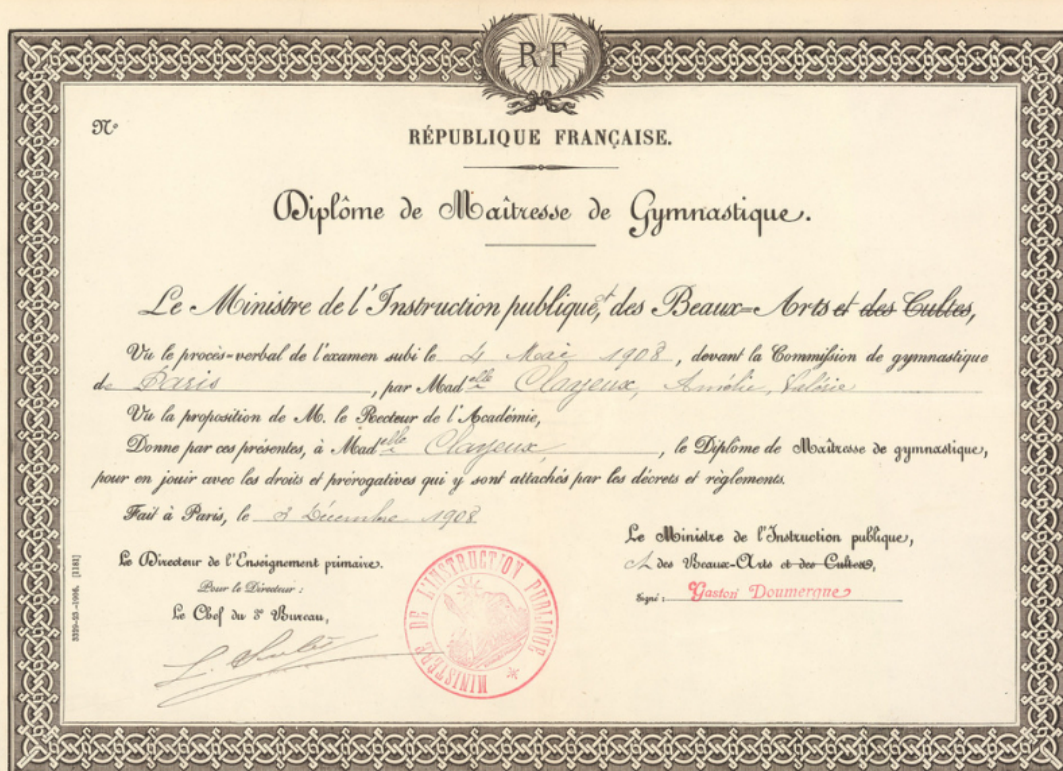 RF
N°
RÉPUBLIQUE FRANÇAISE.
Diplôme de Maîtresse de Gymnastique.
Le Ministre de l'Instruction publique, et des Beaux=Arts et des Cultes,
Vu le procès-verbal de l'examen subi le 4 Mai 1908, devant la Commission de gymnastique
de Paris, par Mad elle Clayeux, Amélie, Valérie
Vu la proposition de M. le Recteur de l'Académie,
Donne par ces présentes, à Mad elle Clayeux, le Diplôme de Maîtresse de gymnastique,
pour en jouir avec les droits et prérogatives qui y sont attachés par les décrets et règlements.
Fait à Paris, le 3 Décembre 1908
Le Directeur de l'Enseignement primaire.
Pour le Directeur :
Le Chef du 3e Bureau,
Le Ministre de l'Instruction publique,
et des Beaux-Arts et des Cultes,
Signé : Gaston Doumergue
MINISTÈRE DE L'INSTRUCTION PUBLIQUE